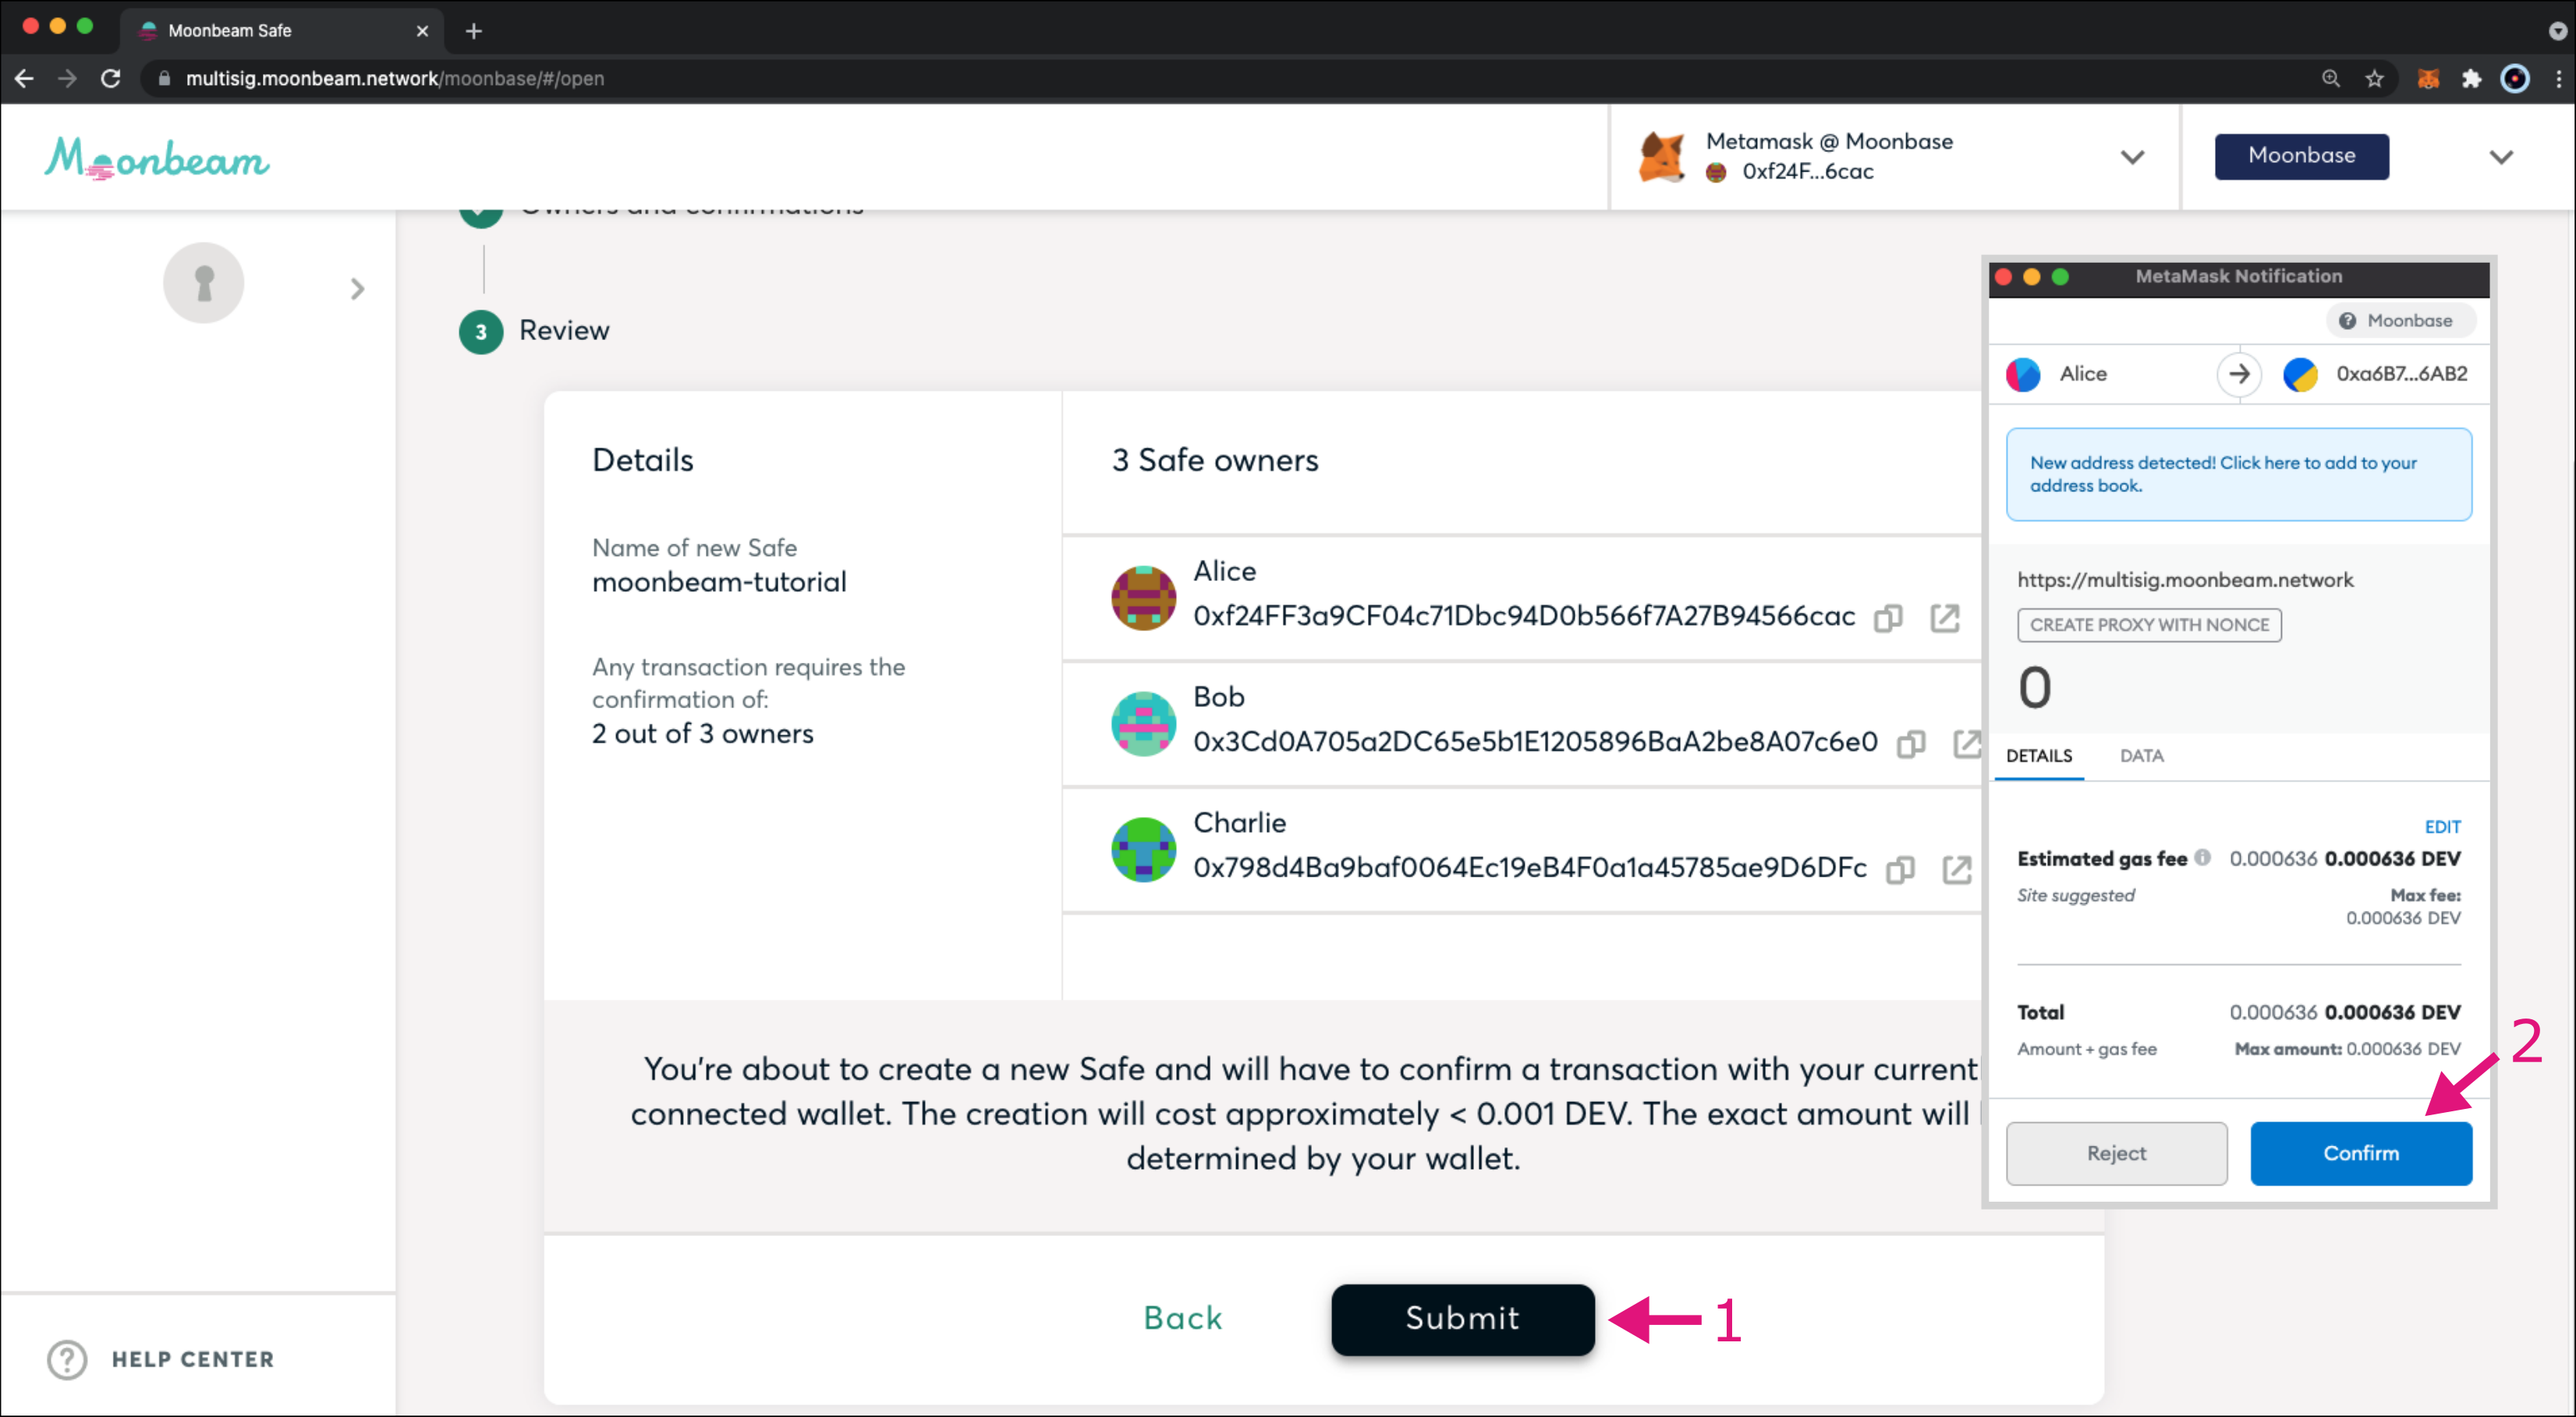 Moonbeam Safe
multisig.moonbeam.network/moonbase/#/open
Moonbeam
Metamask @ Moonbase
0xf24F...6cac
Moonbase
Owners and confirmations
3 Review
Details
Name of new Safe
moonbeam-tutorial
Any transaction requires the
confirmation of:
2 out of 3 owners
3 Safe owners
Alice
0xf24FF3a9CF04c71Dbc94D0b566f7A27B94566cac
Bob
0x3Cd0A705a2DC65e5b1E1205896BaA2be8A07c6e0
Charlie
0x798d4Ba9baf0064Ec19eB4F0a1a45785ae9D6DFc
You're about to create a new Safe and will have to confirm a transaction with your current
connected wallet. The creation will cost approximately < 0.001 DEV. The exact amount will
determined by your wallet.
Back
Submit
1
HELP CENTER
MetaMask Notification
Moonbase
Alice
0xa6B7...6AB2
New address detected! Click here to add to your
address book.
https://multisig.moonbeam.network
CREATE PROXY WITH NONCE
0
DETAILS DATA
EDIT
Estimated gas fee 0.000636 0.000636 DEV
Site suggested Max fee:
0.000636 DEV
Total 0.000636 0.000636 DEV
Amount + gas fee Max amount: 0.000636 DEV
2
Reject
Confirm